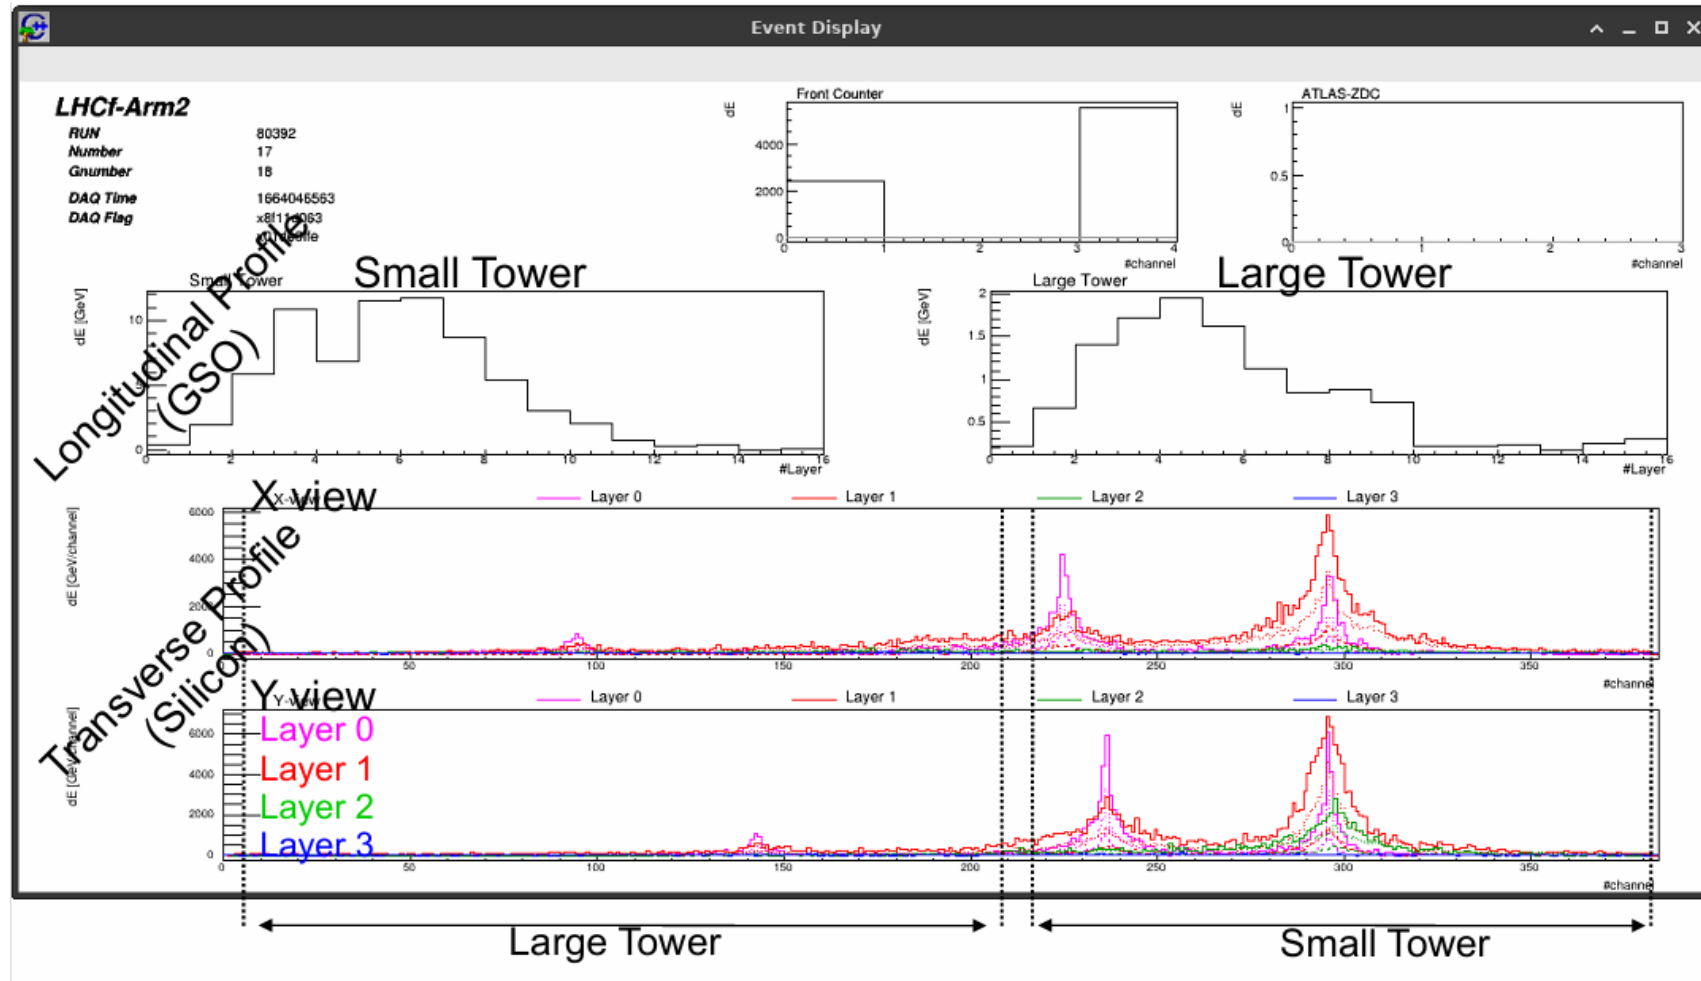 Event Display
LHCf-Arm2
RUN 80392
Number 17
Gnumber 18
DAQ Time 1664046563
DAQ Flag
Front Counter
dE
4000
2000
0
0 1 2 3 4
#channel
ATLAS-ZDC
dE
1
0.5
0
0 1 2 3
#channel
Small Tower
Large Tower
Longitudinal Profile
(GSO)
Small Tower
dE [GeV]
10
5
0
0 2 4 6 8 10 12 14 16
#Layer
Large Tower
dE [GeV]
2
1.5
1
0.5
0 2 4 6 8 10 12 14 16
#Layer
Transverse Profile
(Silicon)
X view
X-view
Layer 0 Layer 1 Layer 2 Layer 3
dE [GeV/channel]
6000
4000
2000
0
50 100 150 200 250 300 350
#channel
Y view
Y-view
Layer 0 Layer 1 Layer 2 Layer 3
Layer 0
Layer 1
Layer 2
Layer 3
dE [GeV/channel]
6000
4000
2000
0
0 50 100 150 200 250 300 350
#channel
Large Tower
Small Tower